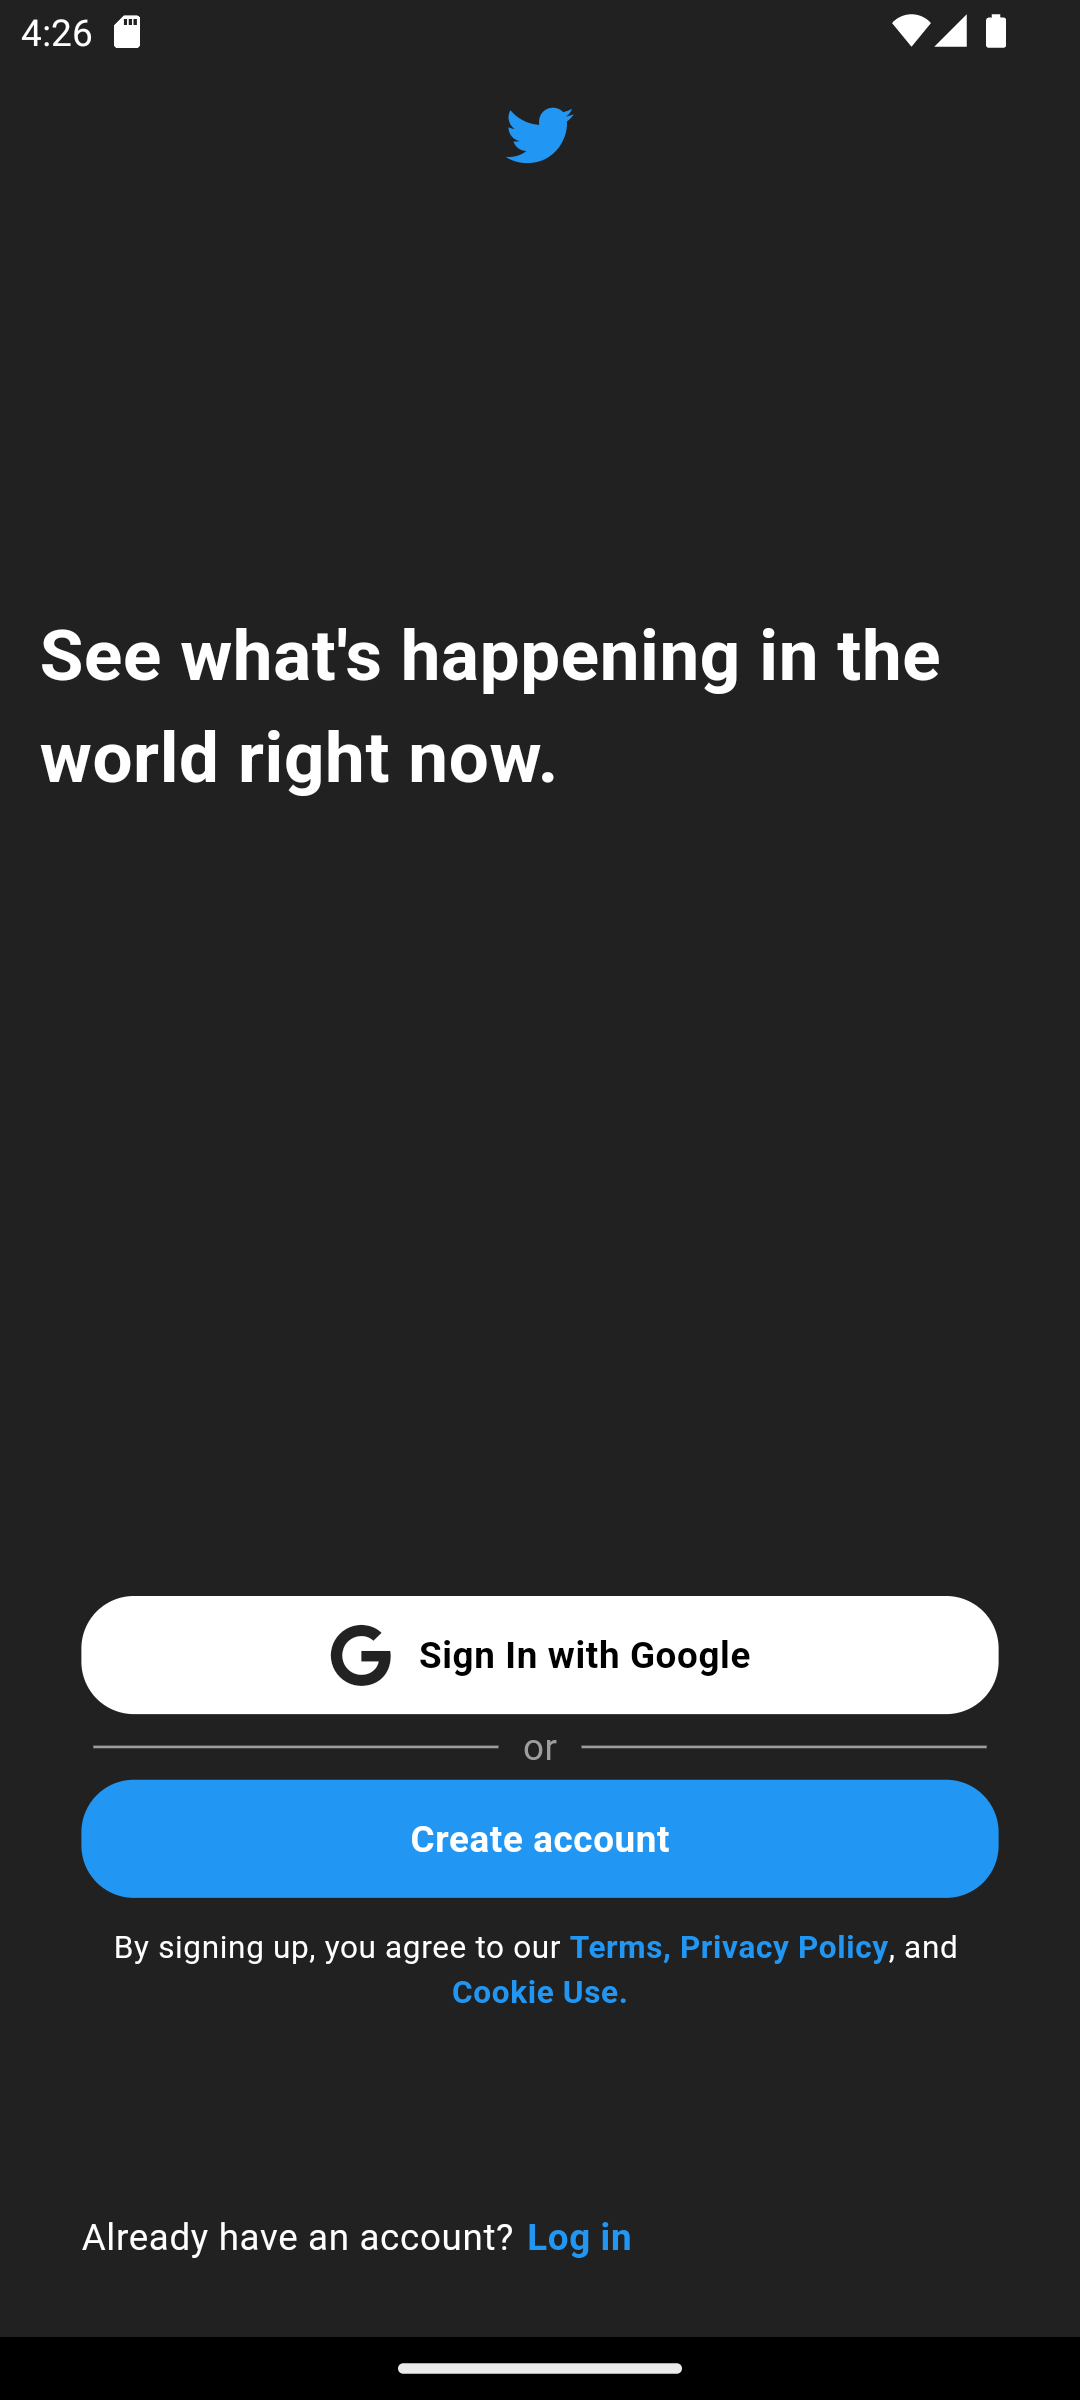 4:26
See what's happening in the
world right now.
Sign In with Google
or
Create account
By signing up, you agree to our Terms, Privacy Policy, and
Cookie Use.
Already have an account? Log in